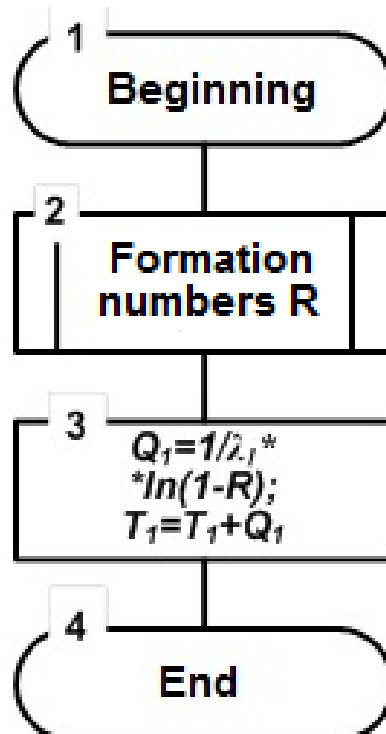 1
Beginning
2
Formation
numbers R
3
Q₁=1/λ₁*
*ln(1-R);
T₁=T₁+Q₁
4
End